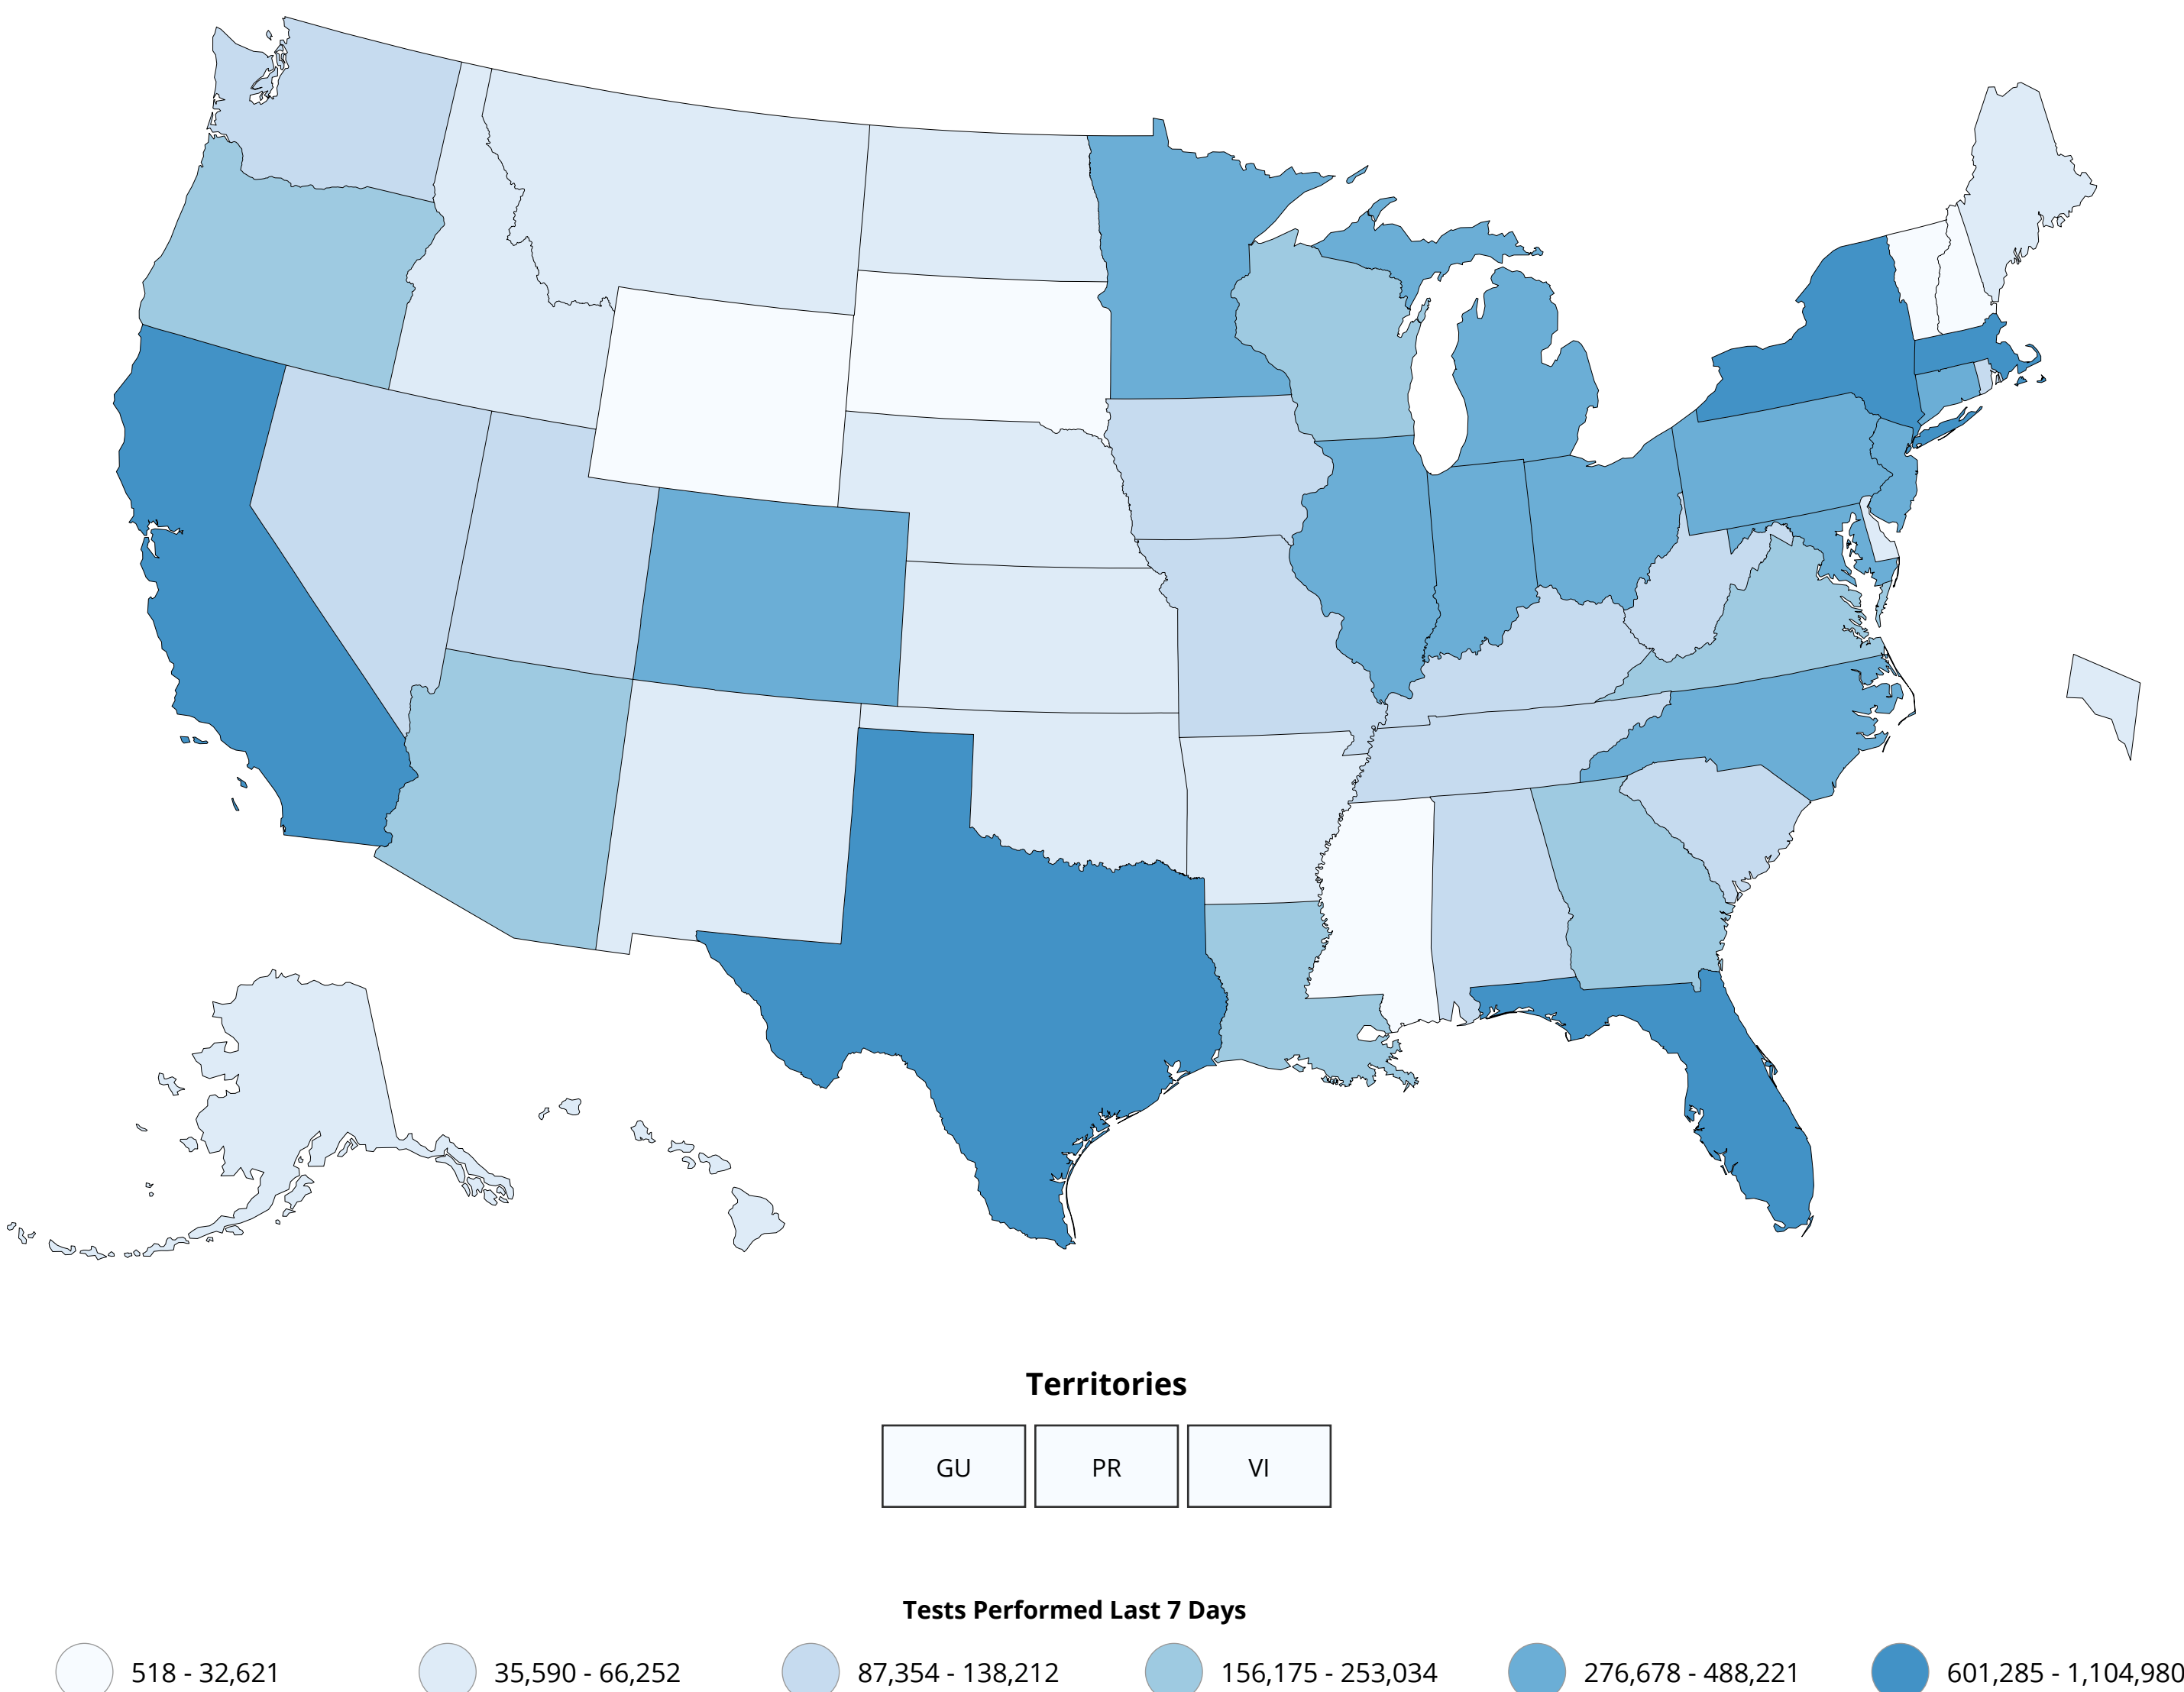 Territories
GU
PR
VI
Tests Performed Last 7 Days
518 - 32,621
35,590 - 66,252
87,354 - 138,212
156,175 - 253,034
276,678 - 488,221
601,285 - 1,104,980